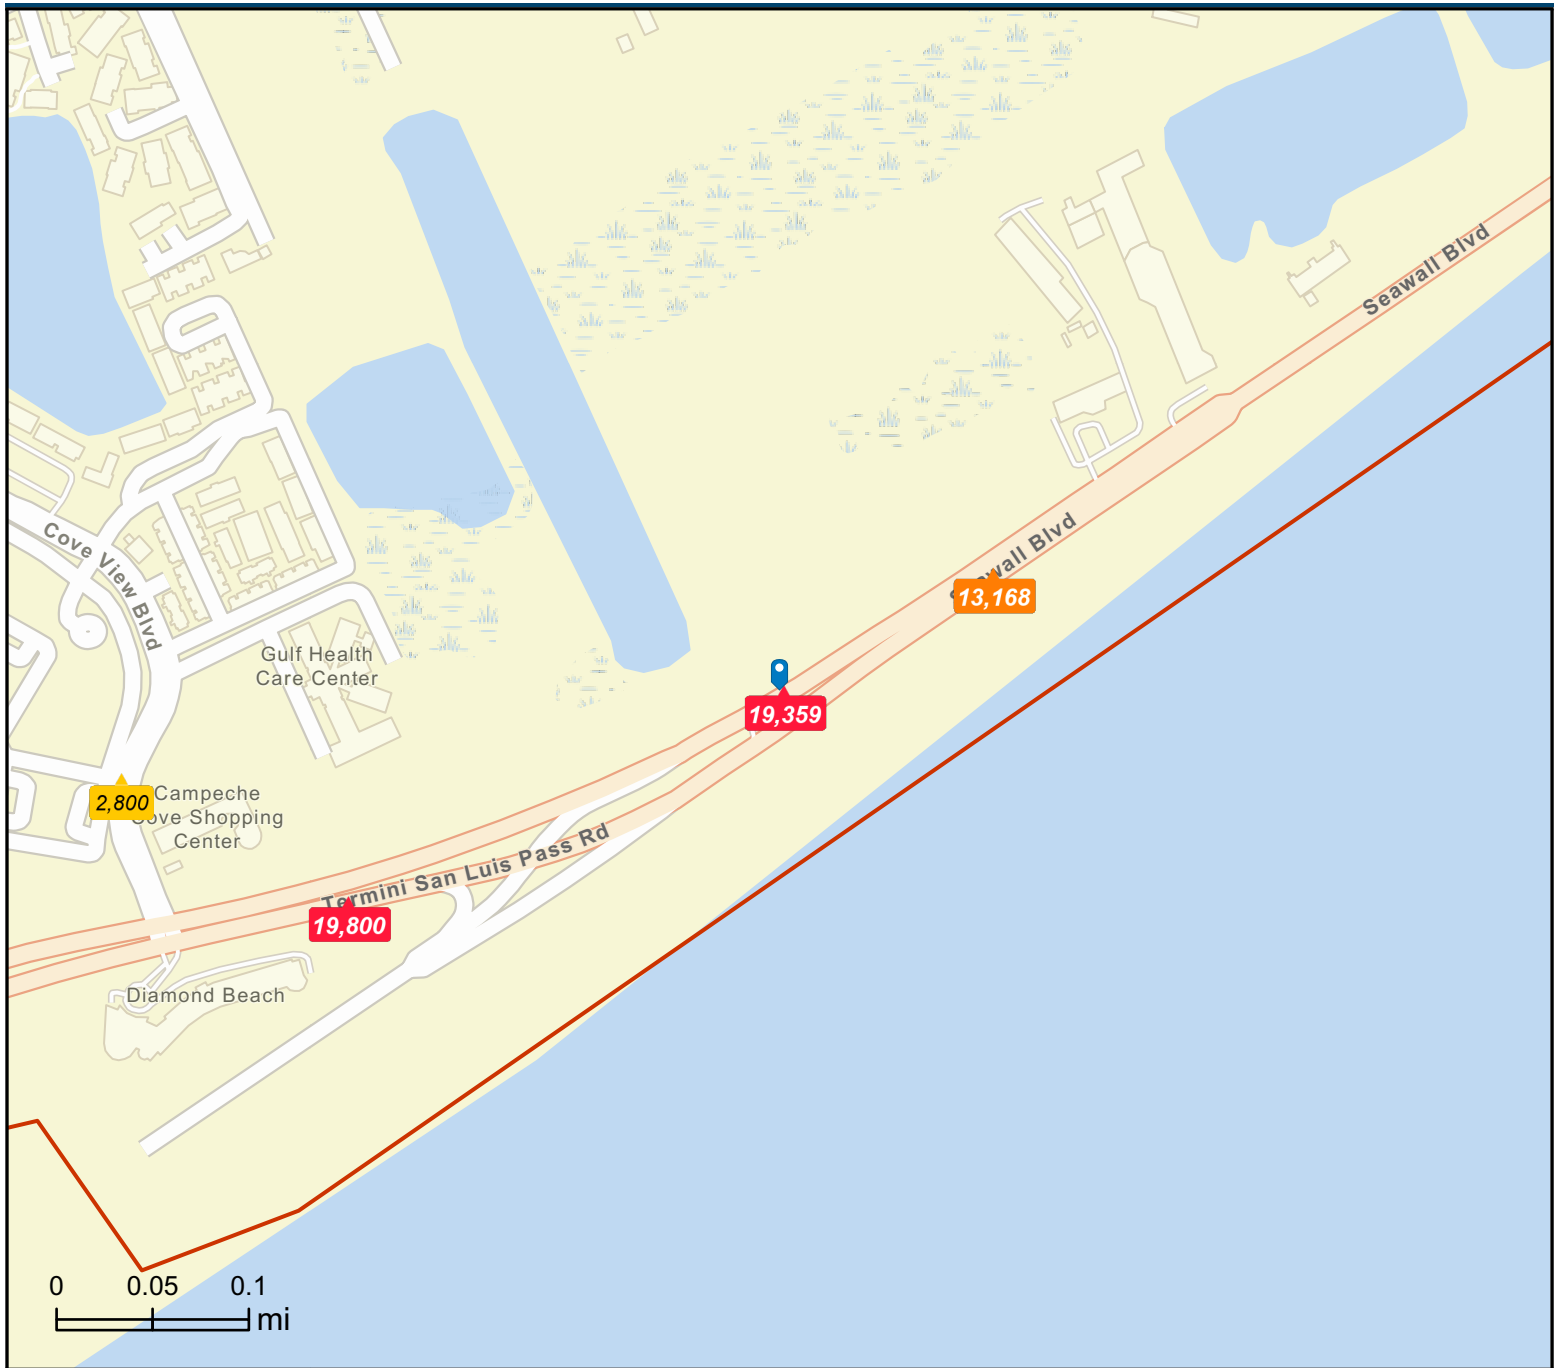 Seawall Blvd
Seawall Blvd
13,168
Cove View Blvd
Gulf Health
Care Center
19,359
2,800
Campeche
Cove Shopping
Center
Termini San Luis Pass Rd
19,800
Diamond Beach
0 0.05 0.1
mi